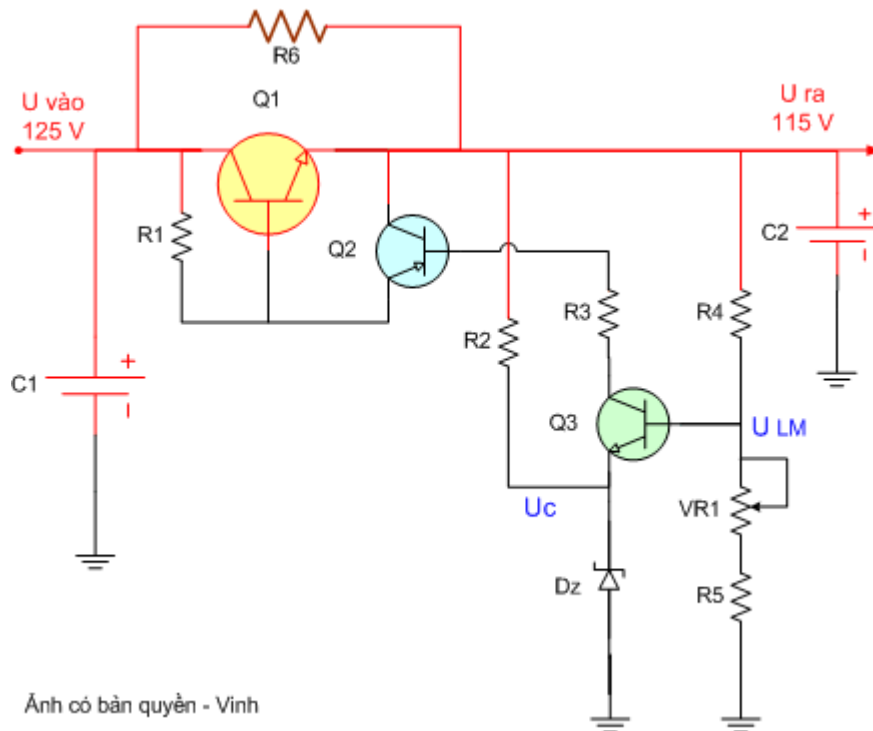 R6
U vào
125 V
Q1
U ra
115 V
R1
Q2
C2
+
R2
R3
R4
C1
+
Q3
U LM
Uc
VR1
Dz
R5
Ảnh có bản quyền - Vinh